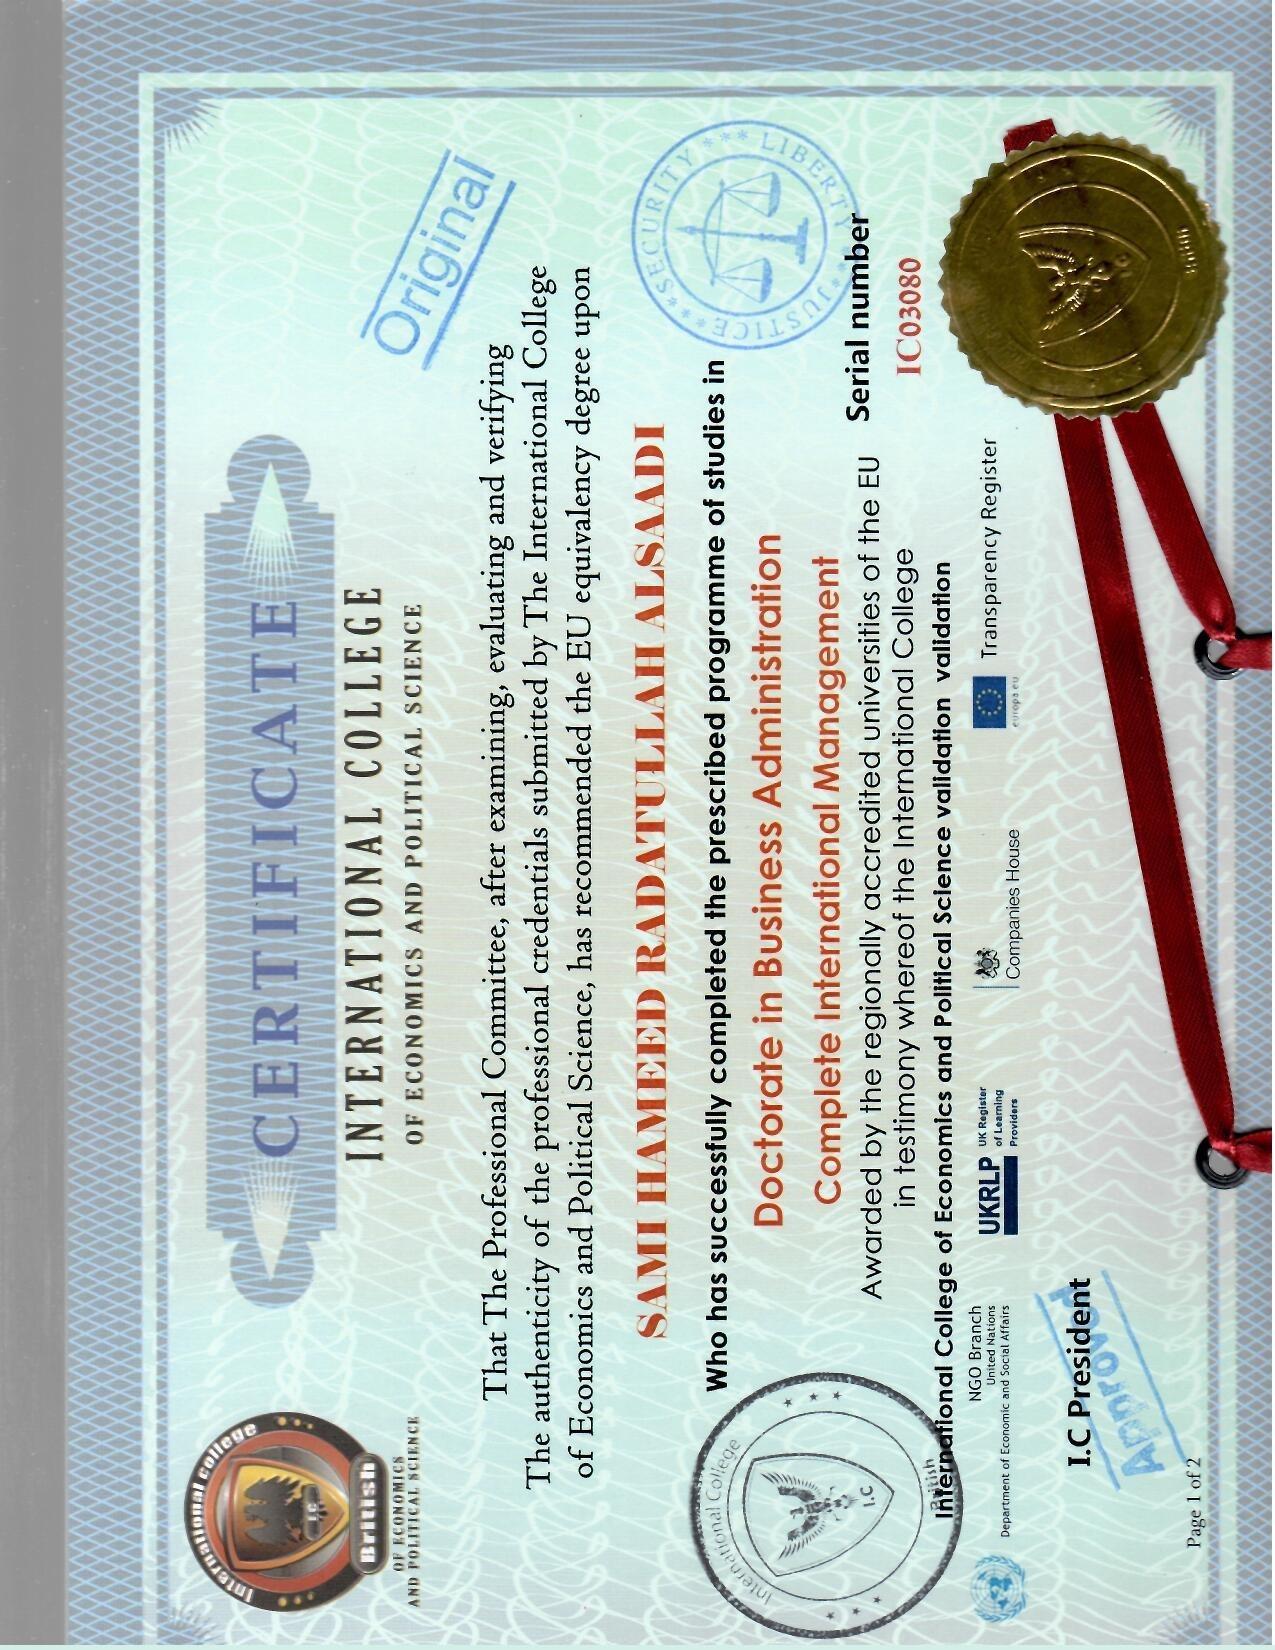 International college
I.C
British
OF ECONOMICS
AND POLITICAL SCIENCE
CERTIFICATE
INTERNATIONAL COLLEGE
OF ECONOMICS AND POLITICAL SCIENCE
Original
That The Professional Committee, after examining, evaluating and verifying
The authenticity of the professional credentials submitted by The International College
of Economics and Political Science, has recommended the EU equivalency degree upon
SAMI HAMEED RADATULLAH ALSAADI
Who has successfully completed the prescribed programme of studies in
Doctorate in Business Administration
Complete International Management
Awarded by the regionally accredited universities of the EU
in testimony whereof the International College
International College of Economics and Political Science validation validation
International College
I.C
British
JUSTICE SECURITY LIBERTY
Serial number
IC03080
NGO Branch
United Nations
Department of Economic and Social Affairs
UKRLP
UK Register
of Learning
Providers
Companies House
europa.eu
Transparency Register
I.C President
Approved
Page 1 of 2